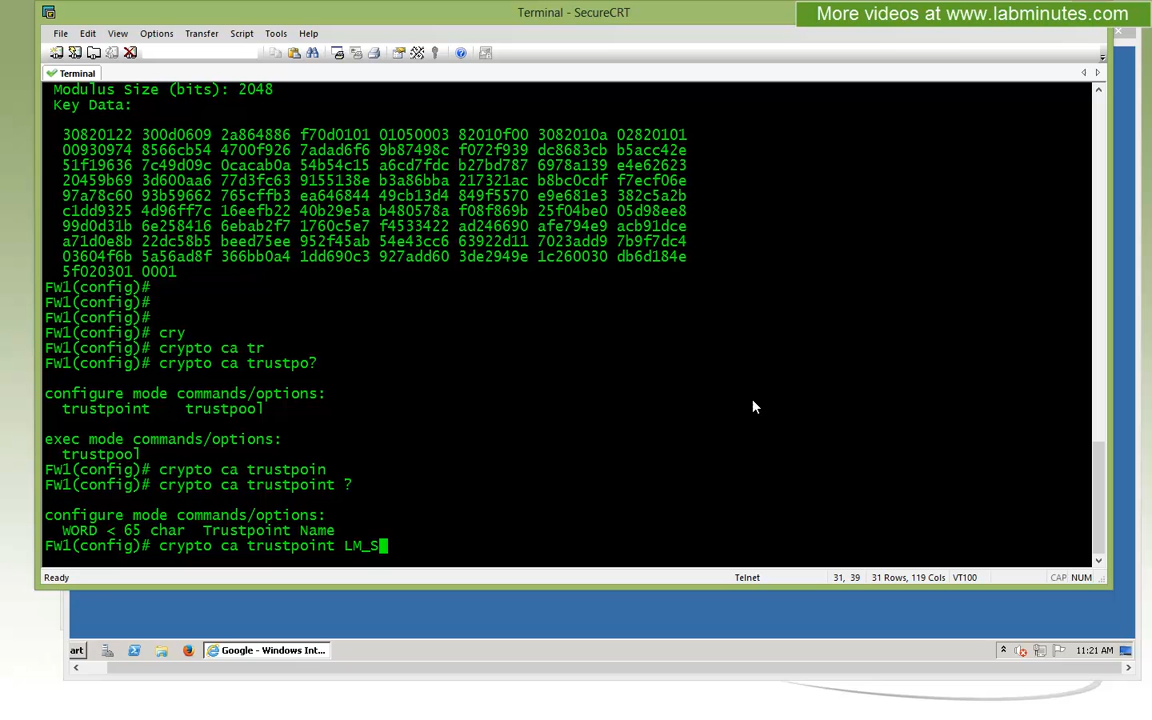 Terminal - SecureCRT
More videos at www.labminutes.com
File Edit View Options Transfer Script Tools Help
Terminal
Modulus Size (bits): 2048
Key Data:
30820122 300d0609 2a864886 f70d0101 01050003 82010f00 3082010a 02820101
00930974 8566cb54 4700f926 7adad6f6 9b87498c f072f939 dc8683cb b5acc42e
51f19636 7c49d09c 0cacab0a 54b54c15 a6cd7fdc b27bd787 6978a139 e4e62623
20459b69 3d600aa6 77d3fc63 9155138e b3a86bba 217321ac b8bc0cdf f7ecf06e
97a78c60 93b59662 765cffb3 ea646844 49cb13d4 849f5570 e9e681e3 382c5a2b
c1dd9325 4d96ff7c 16eefb22 40b29e5a b480578a f08f869b 25f04be0 05d98ee8
99d0d31b 6e258416 6ebab2f7 1760c5e7 f4533422 ad246690 afe794e9 acb91dce
a71d0e8b 22dc58b5 beed75ee 952f45ab 54e43cc6 63922d11 7023add9 7b9f7dc4
03604f6b 5a56ad8f 366bb0a4 1dd690c3 927add60 3de2949e 1c260030 db6d184e
5f020301 0001
FW1(config)#
FW1(config)#
FW1(config)#
FW1(config)# cry
FW1(config)# crypto ca tr
FW1(config)# crypto ca trustpo?
configure mode commands/options:
trustpoint trustpool
exec mode commands/options:
trustpool
FW1(config)# crypto ca trustpoin
FW1(config)# crypto ca trustpoint ?
configure mode commands/options:
WORD < 65 char Trustpoint Name
FW1(config)# crypto ca trustpoint LM_S
Ready Telnet 31, 39 31 Rows, 119 Cols VT100 CAP NUM
art Google - Windows Int... 11:21 AM